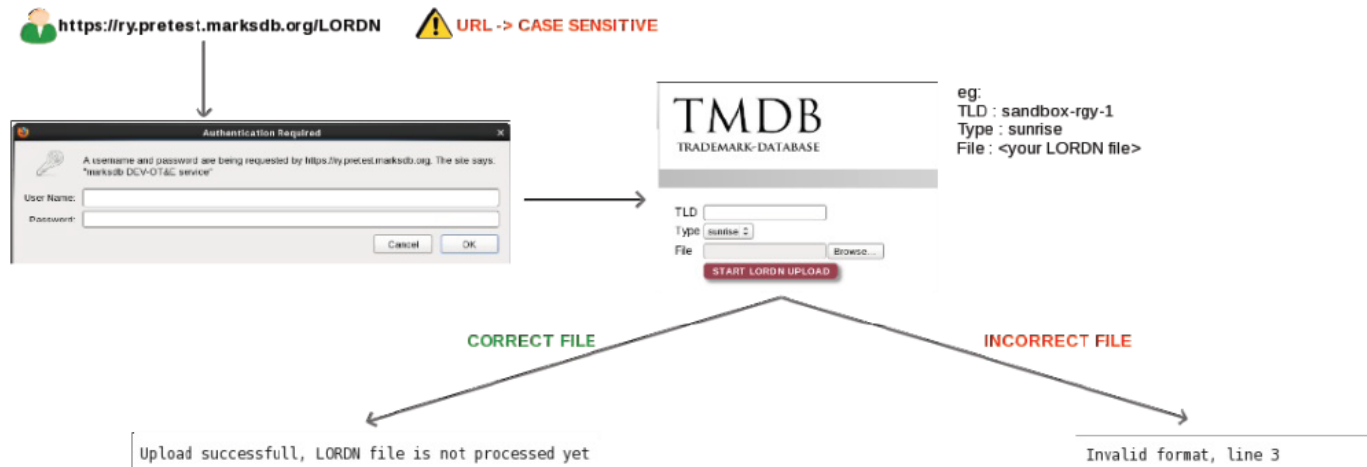 https://ry.pretest.marksdb.org/LORDN
URL -> CASE SENSITIVE
Authentication Required
A username and password are being requested by https://ry.pretest.marksdb.org. The site says:
"marksdb DEV-OT&E service"
User Name:
Password:
Cancel OK
TMDB
TRADEMARK-DATABASE
TLD
Type sunrise
File Browse...
START LORDN UPLOAD
eg:
TLD : sandbox-rgy-1
Type : sunrise
File : <your LORDN file>
CORRECT FILE
INCORRECT FILE
Upload successfull, LORDN file is not processed yet
Invalid format, line 3